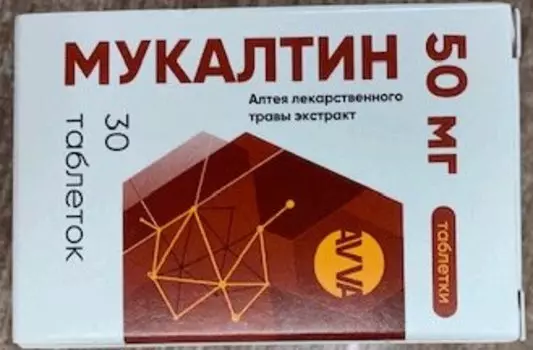 МУКАЛТИН
50 мг
Алтея лекарственного
травы экстракт
30
таблеток
таблетки
AVVA